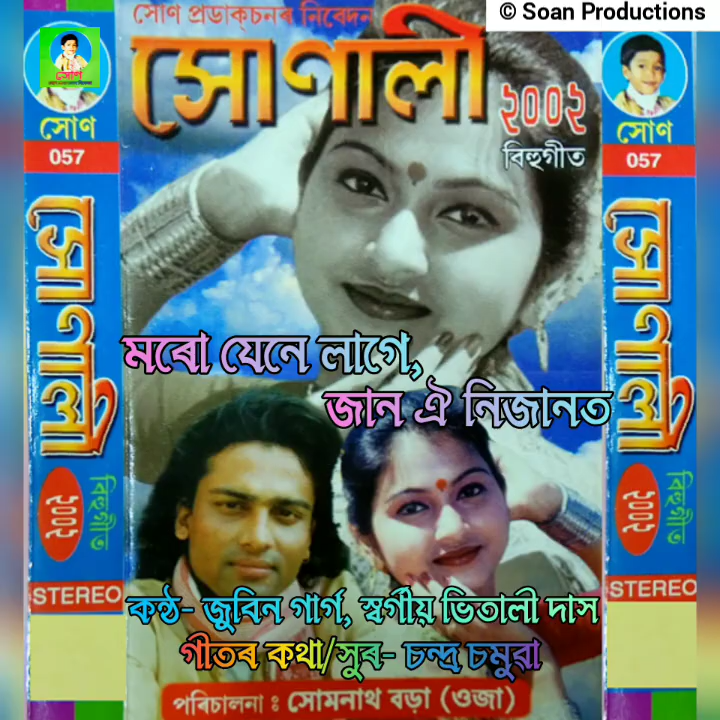 © Soan Productions
সোণ প্ৰডাক্চনৰ নিবেদন
সোণালী
২০০২
বিহুগীত
সোণ
057
সোণালী
২০০২
বিহুগীত
STEREO
সোণ
সোণ
057
সোণালী
২০০২
বিহুগীত
STEREO
মৰো যেনে লাগে,
জান ঐ নিজানত
কন্ঠ- জুবিন গাৰ্গ, স্বৰ্গীয় ভিতালী দাস
গীতৰ কথা/সুৰ- চন্দ্ৰ চমুৱা
পৰিচালনা : সোমনাথ বড়া (ওজা)